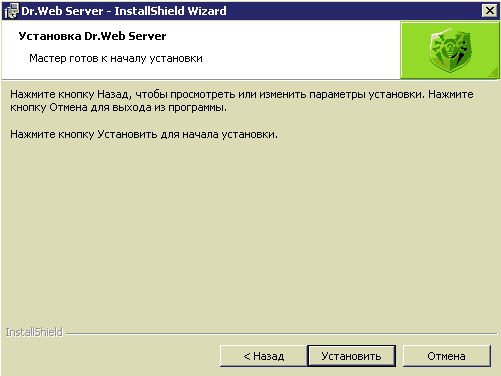 Dr.Web Server - InstallShield Wizard
Установка Dr.Web Server
Мастер готов к началу установки
Нажмите кнопку Назад, чтобы просмотреть или изменить параметры установки. Нажмите
кнопку Отмена для выхода из программы.
Нажмите кнопку Установить для начала установки.
InstallShield
< Назад
Установить
Отмена